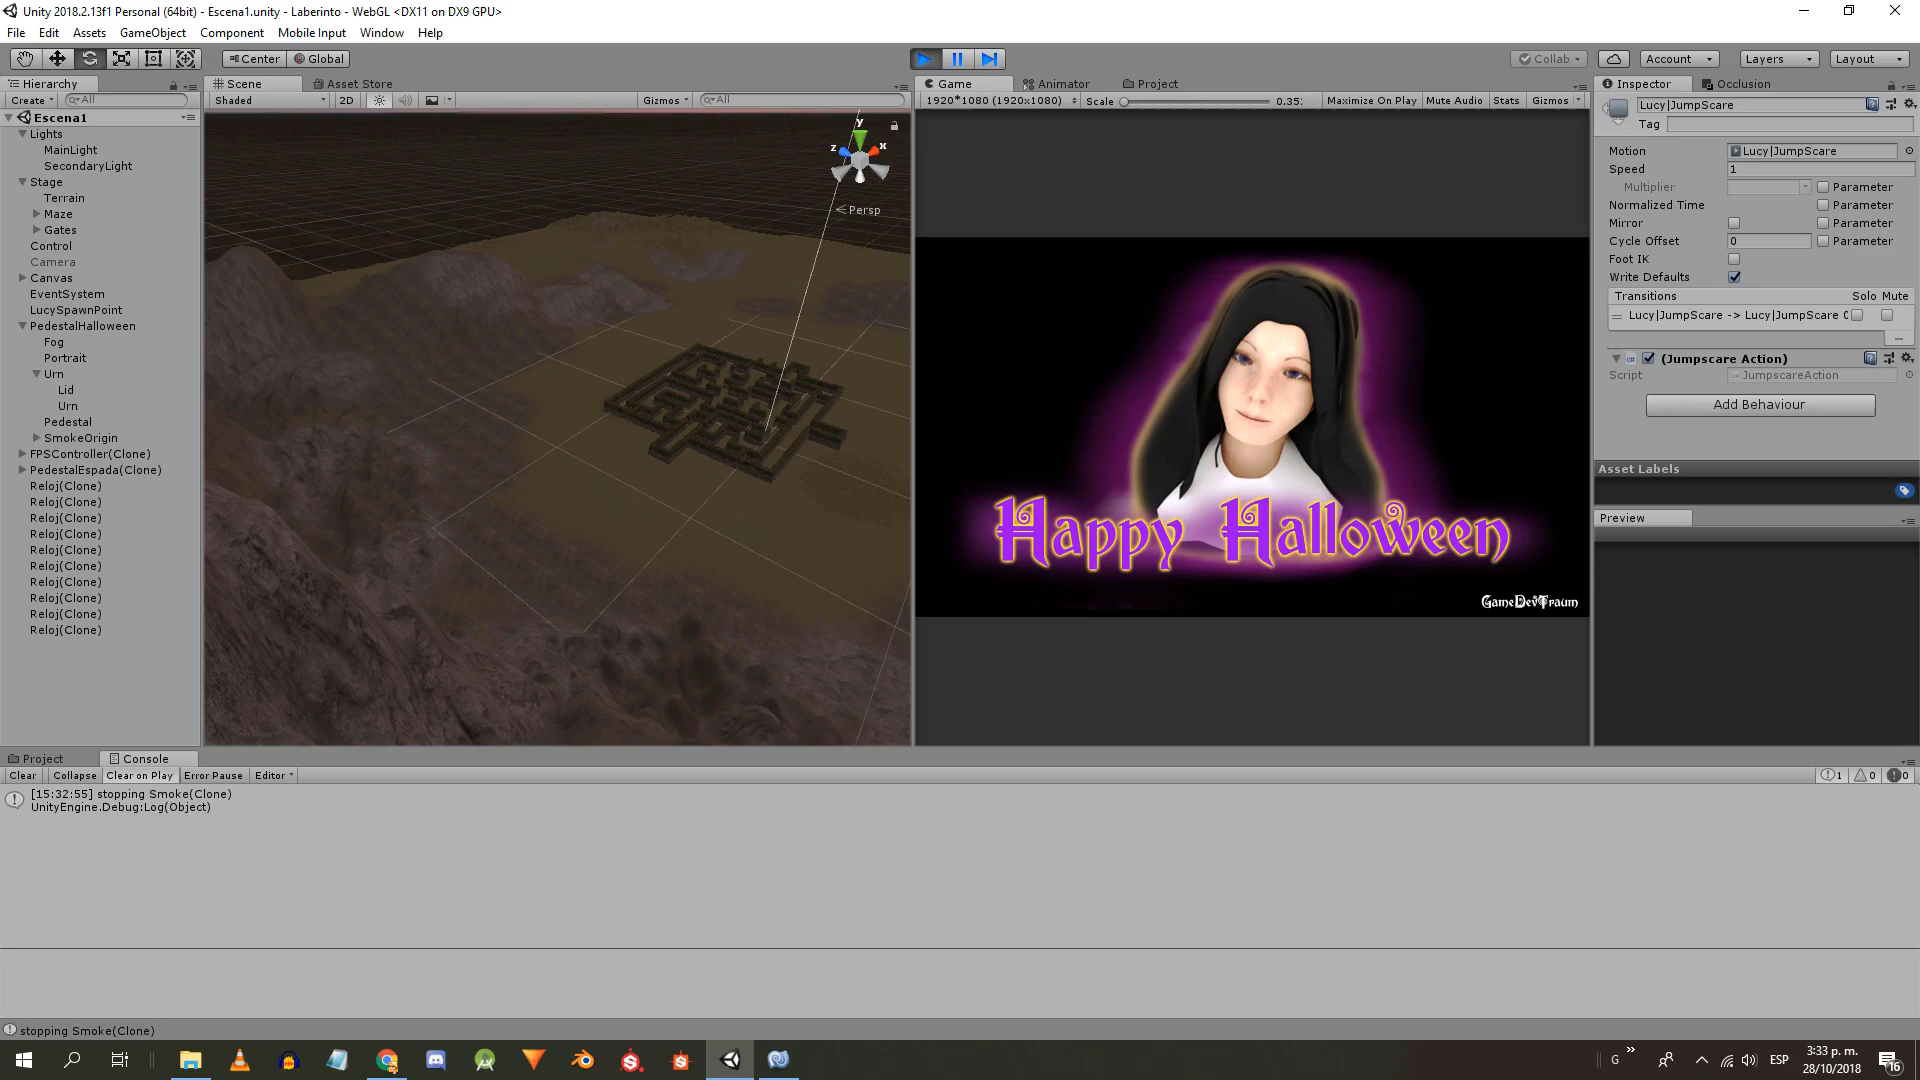 Unity 2018.2.13f1 Personal (64bit) - Escena1.unity - Laberinto - WebGL <DX11 on DX9 GPU>
File Edit Assets GameObject Component Mobile Input Window Help
Center Global Collab Account Layers Layout
Hierarchy
Create All
Escena1
Lights
MainLight
SecondaryLight
Stage
Terrain
Maze
Gates
Control
Camera
Canvas
EventSystem
LucySpawnPoint
PedestalHalloween
Fog
Portrait
Urn
Lid
Urn
Pedestal
SmokeOrigin
FPSController(Clone)
PedestalEspada(Clone)
Reloj(Clone)
Reloj(Clone)
Reloj(Clone)
Reloj(Clone)
Reloj(Clone)
Reloj(Clone)
Reloj(Clone)
Reloj(Clone)
Reloj(Clone)
Reloj(Clone)
Scene Asset Store
Shaded 2D Gizmos All
y
z x
Persp
Game Animator Project
1920*1080 (1920x1080) Scale 0.35 Maximize On Play Mute Audio Stats Gizmos
Happy Halloween
GameDevTraum
Inspector Occlusion
Lucy|JumpScare
Tag
Motion Lucy|JumpScare
Speed 1
Multiplier Parameter
Normalized Time Parameter
Mirror Parameter
Cycle Offset 0 Parameter
Foot IK
Write Defaults
Transitions Solo Mute
Lucy|JumpScare -> Lucy|JumpScare 0
(Jumpscare Action)
Script JumpscareAction
Add Behaviour
Asset Labels
Preview
Project Console
Clear Collapse Clear on Play Error Pause Editor 1 0 0
[15:32:55] stopping Smoke(Clone)
UnityEngine.Debug:Log(Object)
stopping Smoke(Clone)
G ESP 3:33 p. m.
28/10/2018 16